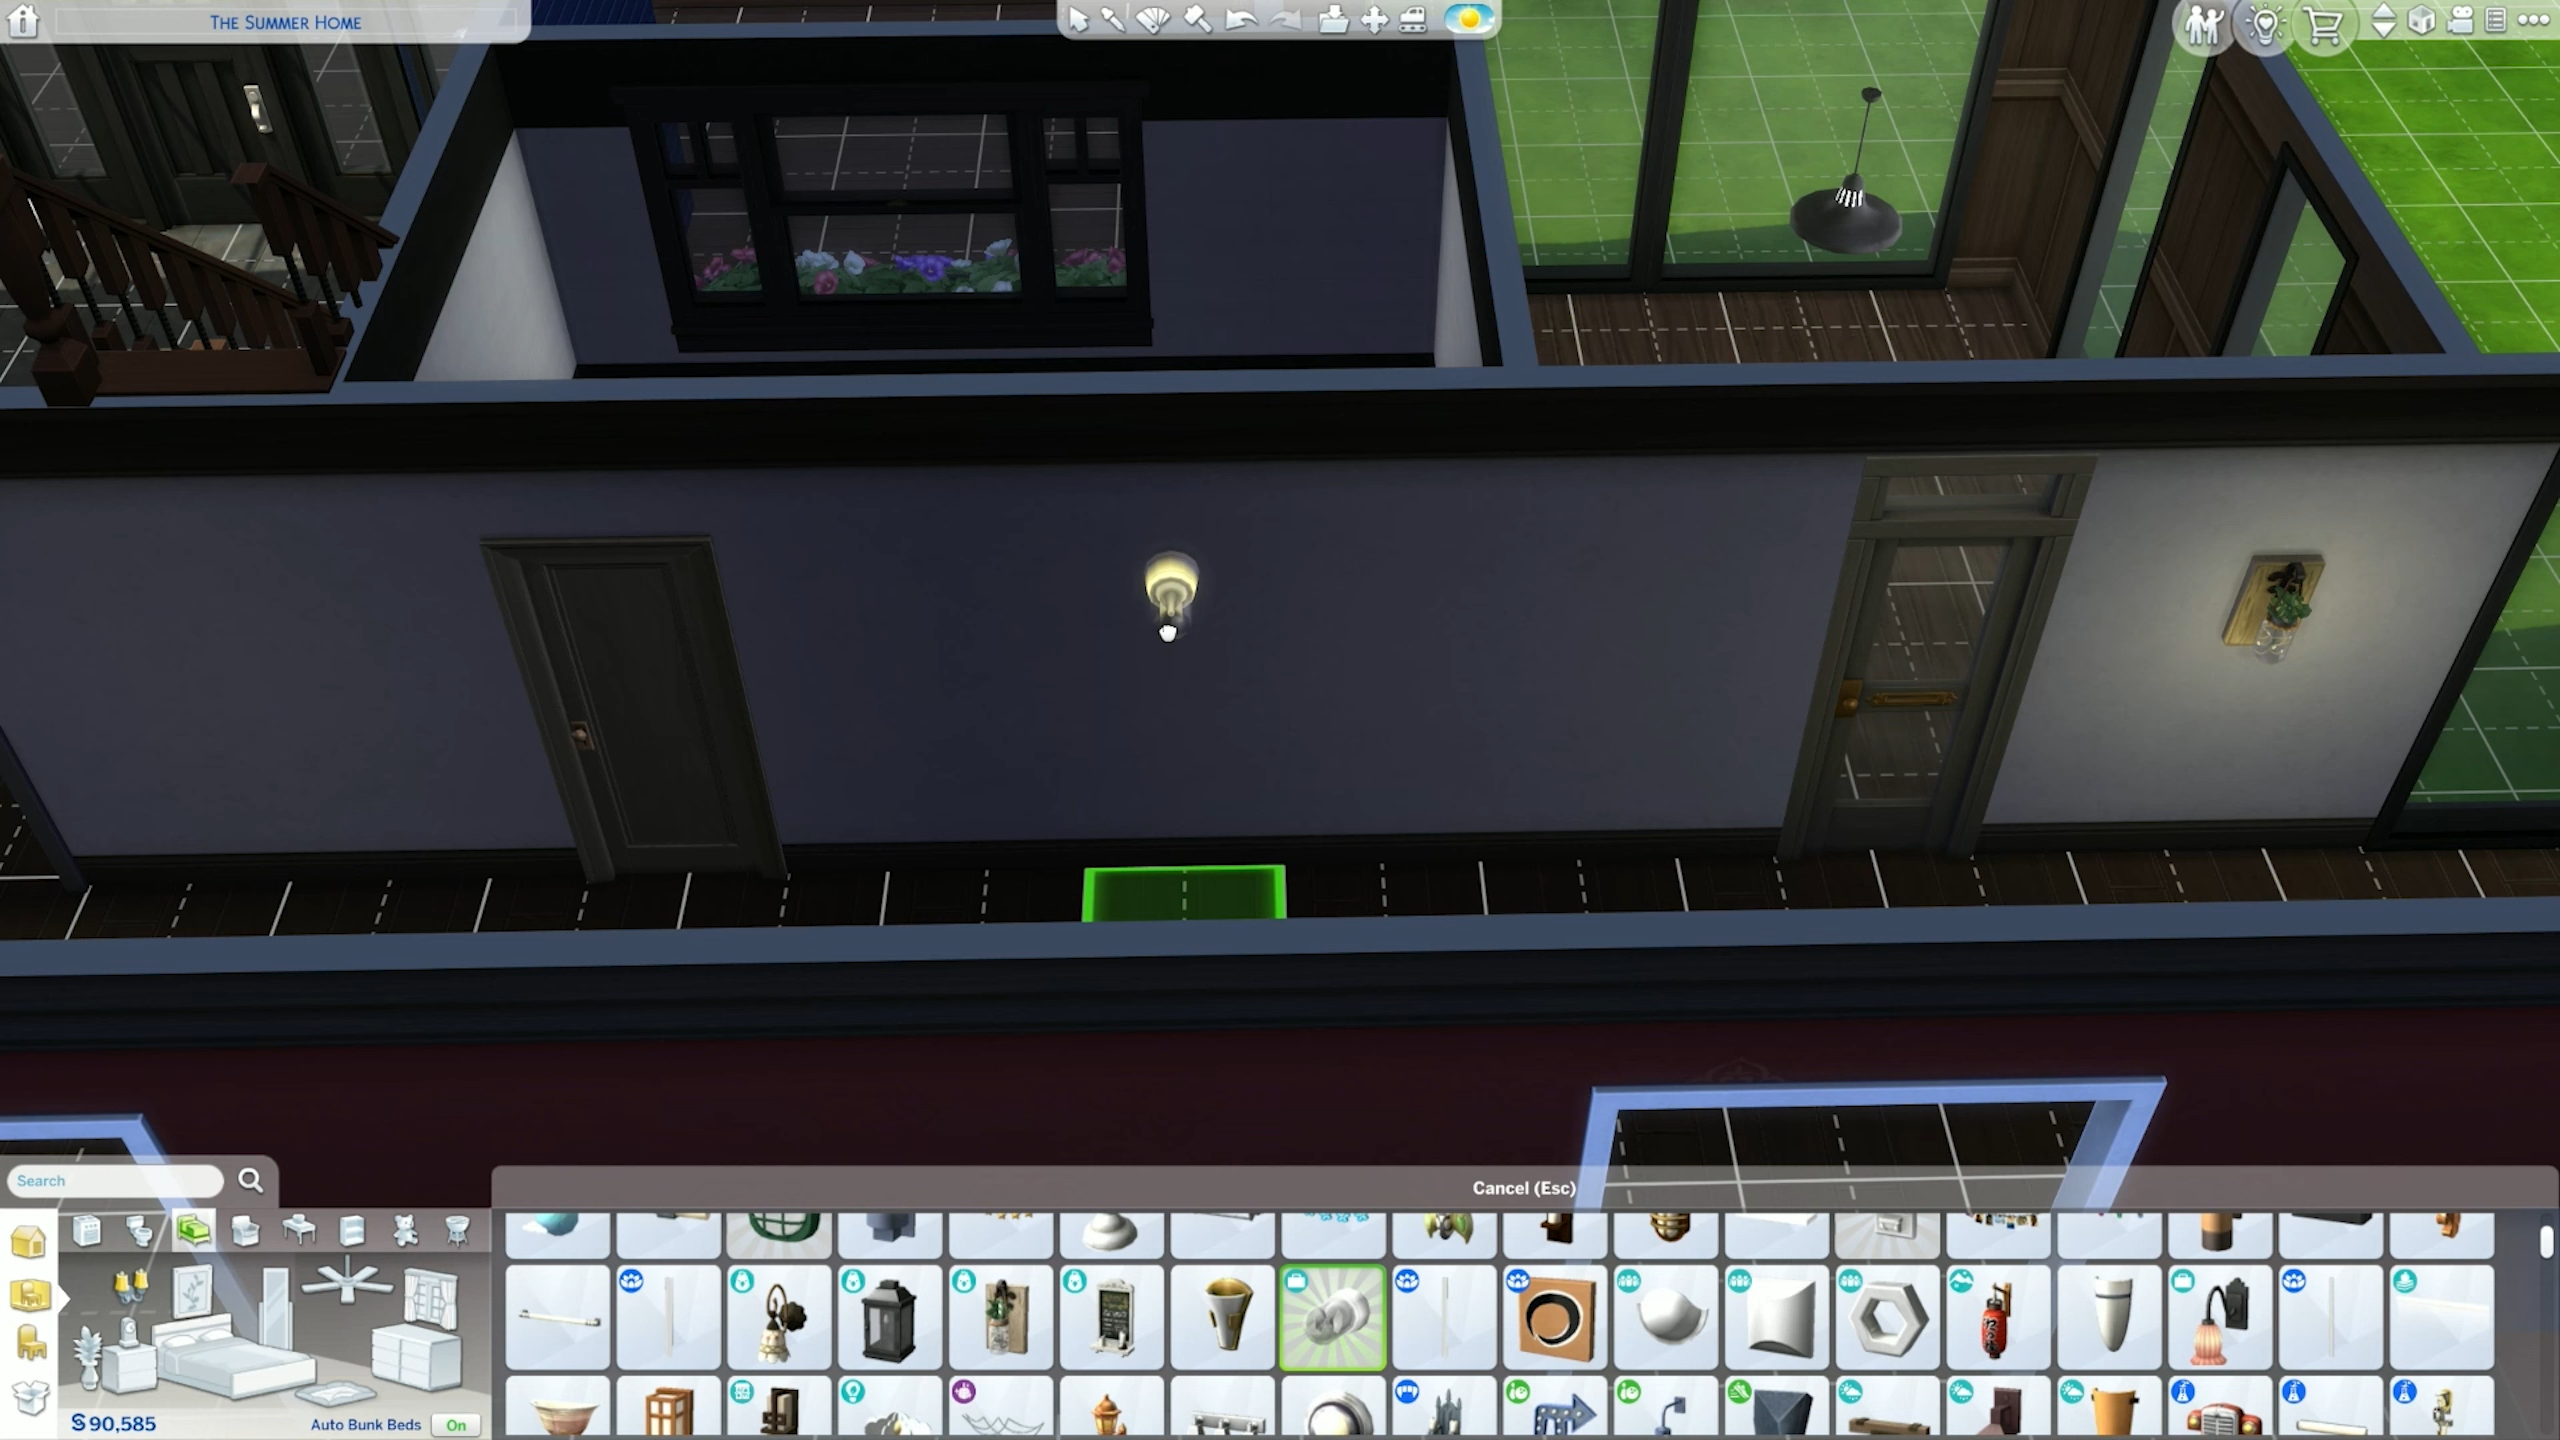 THE SUMMER HOME
Cancel (Esc)
Search
§90,585
Auto Bunk Beds
On